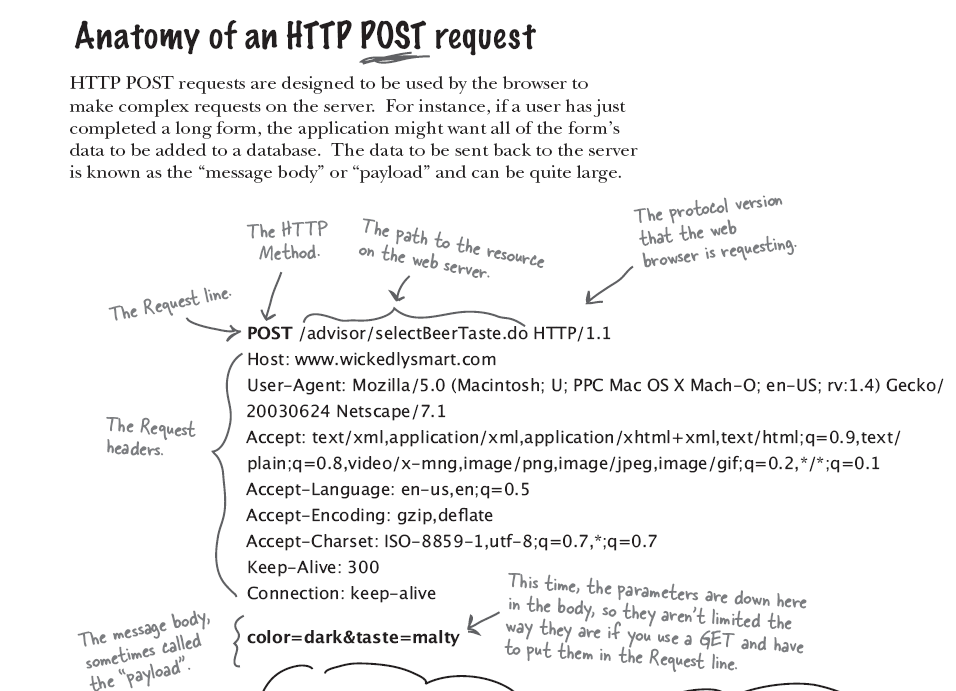 Anatomy of an HTTP POST request
HTTP POST requests are designed to be used by the browser to
make complex requests on the server.  For instance, if a user has just
completed a long form, the application might want all of the form's
data to be added to a database.  The data to be sent back to the server
is known as the “message body” or “payload” and can be quite large.
The HTTP
Method.
The path to the resource
on the web server.
The protocol version
that the web
browser is requesting.
The Request line.
POST /advisor/selectBeerTaste.do HTTP/1.1
Host: www.wickedlysmart.com
User-Agent: Mozilla/5.0 (Macintosh; U; PPC Mac OS X Mach-O; en-US; rv:1.4) Gecko/
20030624 Netscape/7.1
The Request
headers.
Accept: text/xml,application/xml,application/xhtml+xml,text/html;q=0.9,text/
plain;q=0.8,video/x-mng,image/png,image/jpeg,image/gif;q=0.2,*/*;q=0.1
Accept-Language: en-us,en;q=0.5
Accept-Encoding: gzip,deflate
Accept-Charset: ISO-8859-1,utf-8;q=0.7,*;q=0.7
Keep-Alive: 300
Connection: keep-alive
The message body,
sometimes called
the “payload”.
color=dark&taste=malty
This time, the parameters are down here
in the body, so they aren't limited the
way they are if you use a GET and have
to put them in the Request line.